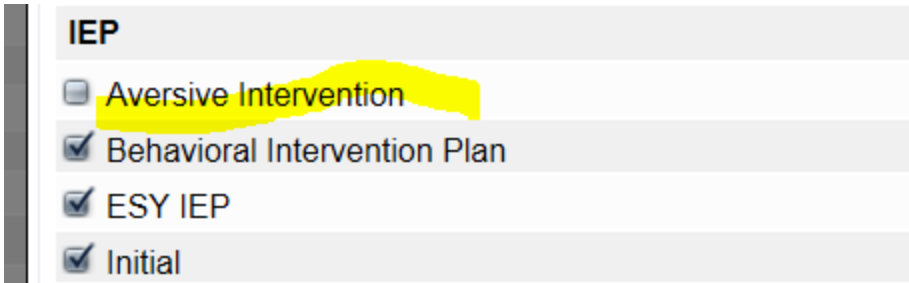 IEP
Aversive Intervention
Behavioral Intervention Plan
ESY IEP
Initial